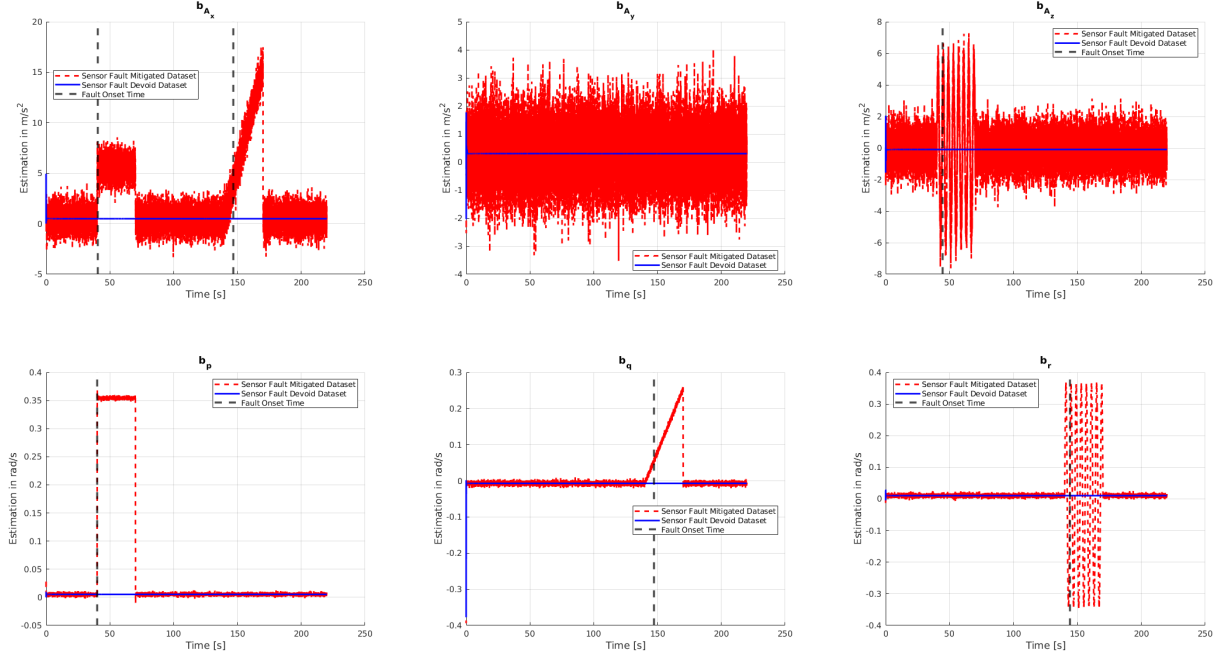 b_{A_x}
20
15
10
5
0
-5
Estimation in m/s²
Sensor Fault Mitigated Dataset
Sensor Fault Devoid Dataset
Fault Onset Time
0 50 100 150 200 250
Time [s]
b_{A_y}
5
4
3
2
1
0
-1
-2
-3
-4
Estimation in m/s²
Sensor Fault Mitigated Dataset
Sensor Fault Devoid Dataset
0 50 100 150 200 250
Time [s]
b_{A_z}
8
6
4
2
0
-2
-4
-6
-8
Estimation in m/s²
Sensor Fault Mitigated Dataset
Sensor Fault Devoid Dataset
Fault Onset Time
0 50 100 150 200 250
Time [s]
b_p
0.4
0.35
0.3
0.25
0.2
0.15
0.1
0.05
0
-0.05
Estimation in rad/s
Sensor Fault Mitigated Dataset
Sensor Fault Devoid Dataset
Fault Onset Time
0 50 100 150 200 250
Time [s]
b_q
0.3
0.2
0.1
0
-0.1
-0.2
-0.3
-0.4
Estimation in rad/s
Sensor Fault Mitigated Dataset
Sensor Fault Devoid Dataset
Fault Onset Time
0 50 100 150 200 250
Time [s]
b_r
0.4
0.3
0.2
0.1
0
-0.1
-0.2
-0.3
-0.4
Estimation in rad/s
Sensor Fault Mitigated Dataset
Sensor Fault Devoid Dataset
Fault Onset Time
0 50 100 150 200 250
Time [s]